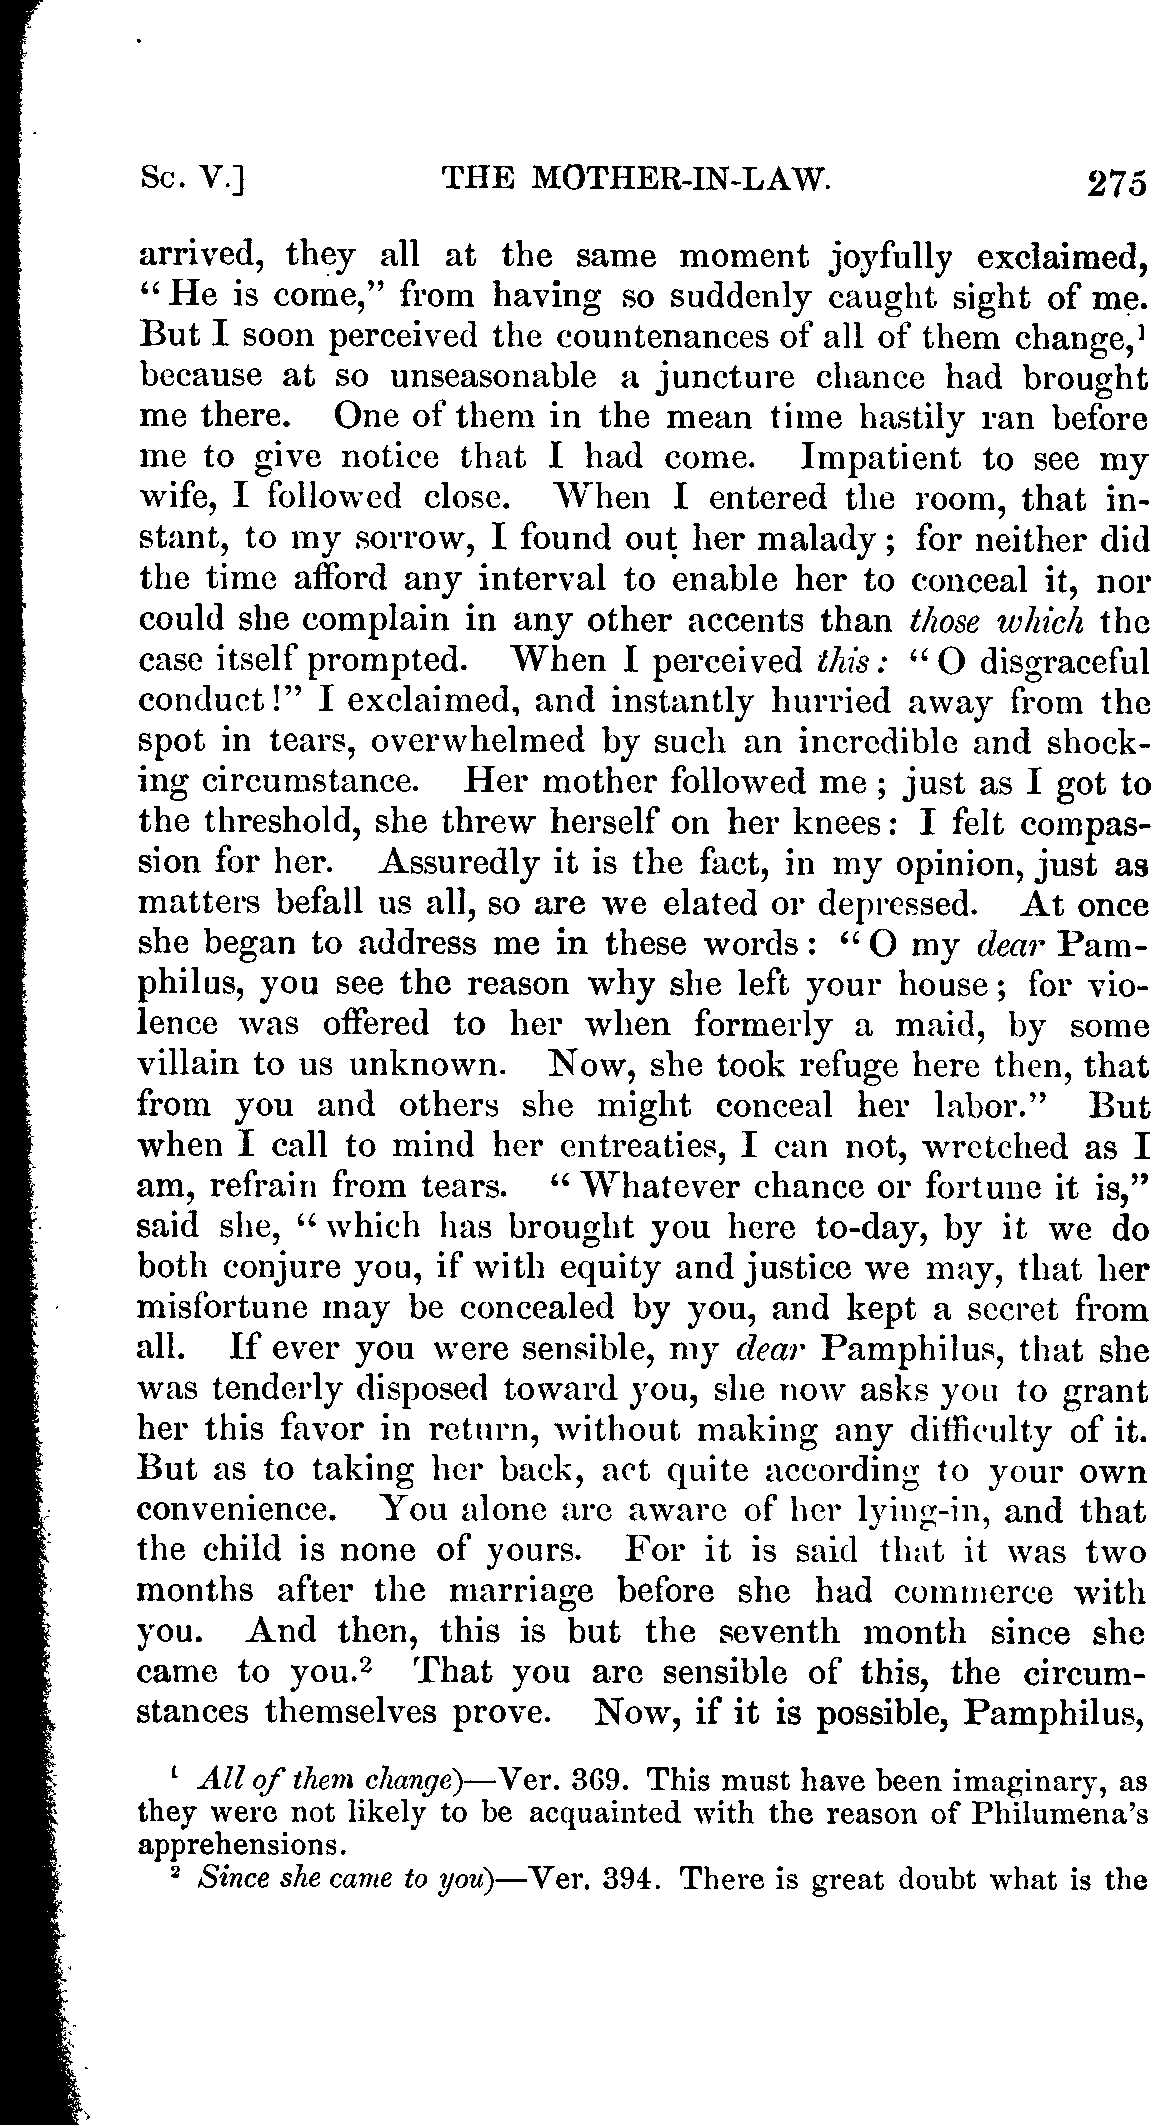 Sc. V.] THE MOTHER-IN-LAW. 275
arrived, they all at the same moment joyfully exclaimed,
“He is come,” from having so suddenly caught sight of me.
But I soon perceived the countenances of all of them change,¹
because at so unseasonable a juncture chance had brought
me there. One of them in the mean time hastily ran before
me to give notice that I had come. Impatient to see my
wife, I followed close. When I entered the room, that in-
stant, to my sorrow, I found out her malady; for neither did
the time afford any interval to enable her to conceal it, nor
could she complain in any other accents than those which the
case itself prompted. When I perceived this: “O disgraceful
conduct!” I exclaimed, and instantly hurried away from the
spot in tears, overwhelmed by such an incredible and shock-
ing circumstance. Her mother followed me; just as I got to
the threshold, she threw herself on her knees: I felt compas-
sion for her. Assuredly it is the fact, in my opinion, just as
matters befall us all, so are we elated or depressed. At once
she began to address me in these words: “O my dear Pam-
philus, you see the reason why she left your house; for vio-
lence was offered to her when formerly a maid, by some
villain to us unknown. Now, she took refuge here then, that
from you and others she might conceal her labor.” But
when I call to mind her entreaties, I can not, wretched as I
am, refrain from tears. “Whatever chance or fortune it is,”
said she, “which has brought you here to-day, by it we do
both conjure you, if with equity and justice we may, that her
misfortune may be concealed by you, and kept a secret from
all. If ever you were sensible, my dear Pamphilus, that she
was tenderly disposed toward you, she now asks you to grant
her this favor in return, without making any difficulty of it.
But as to taking her back, act quite according to your own
convenience. You alone are aware of her lying-in, and that
the child is none of yours. For it is said that it was two
months after the marriage before she had commerce with
you. And then, this is but the seventh month since she
came to you.² That you are sensible of this, the circum-
stances themselves prove. Now, if it is possible, Pamphilus,
¹ All of them change)—Ver. 369. This must have been imaginary, as
they were not likely to be acquainted with the reason of Philumena’s
apprehensions.
² Since she came to you)—Ver. 394. There is great doubt what is the